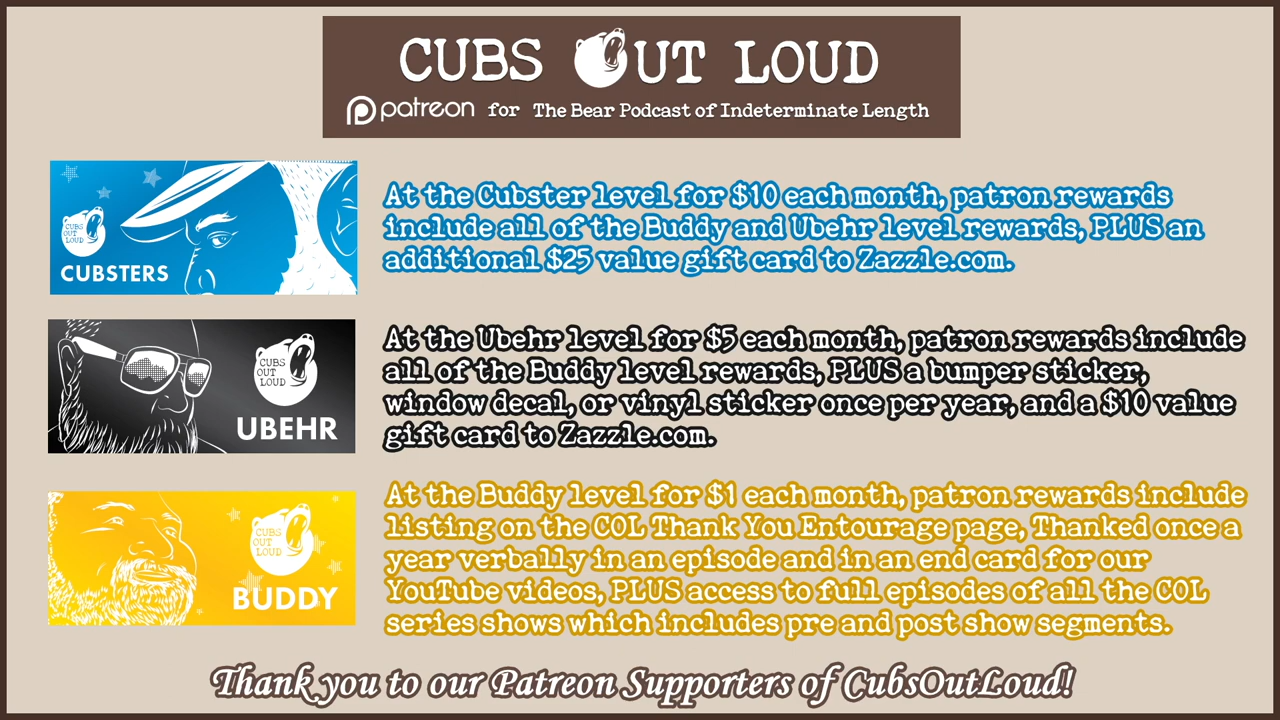 CUBS OUT LOUD
patreon for The Bear Podcast of Indeterminate Length
CUBS
OUT
LOUD
CUBSTERS
At the Cubster level for $10 each month, patron rewards
include all of the Buddy and Ubehr level rewards, PLUS an
additional $25 value gift card to Zazzle.com.
CUBS
OUT
LOUD
UBEHR
At the Ubehr level for $5 each month, patron rewards include
all of the Buddy level rewards, PLUS a bumper sticker,
window decal, or vinyl sticker once per year, and a $10 value
gift card to Zazzle.com.
CUBS
OUT
LOUD
BUDDY
At the Buddy level for $1 each month, patron rewards include
listing on the COL Thank You Entourage page, Thanked once a
year verbally in an episode and in an end card for our
YouTube videos, PLUS access to full episodes of all the COL
series shows which includes pre and post show segments.
Thank you to our Patreon Supporters of CubsOutLoud!